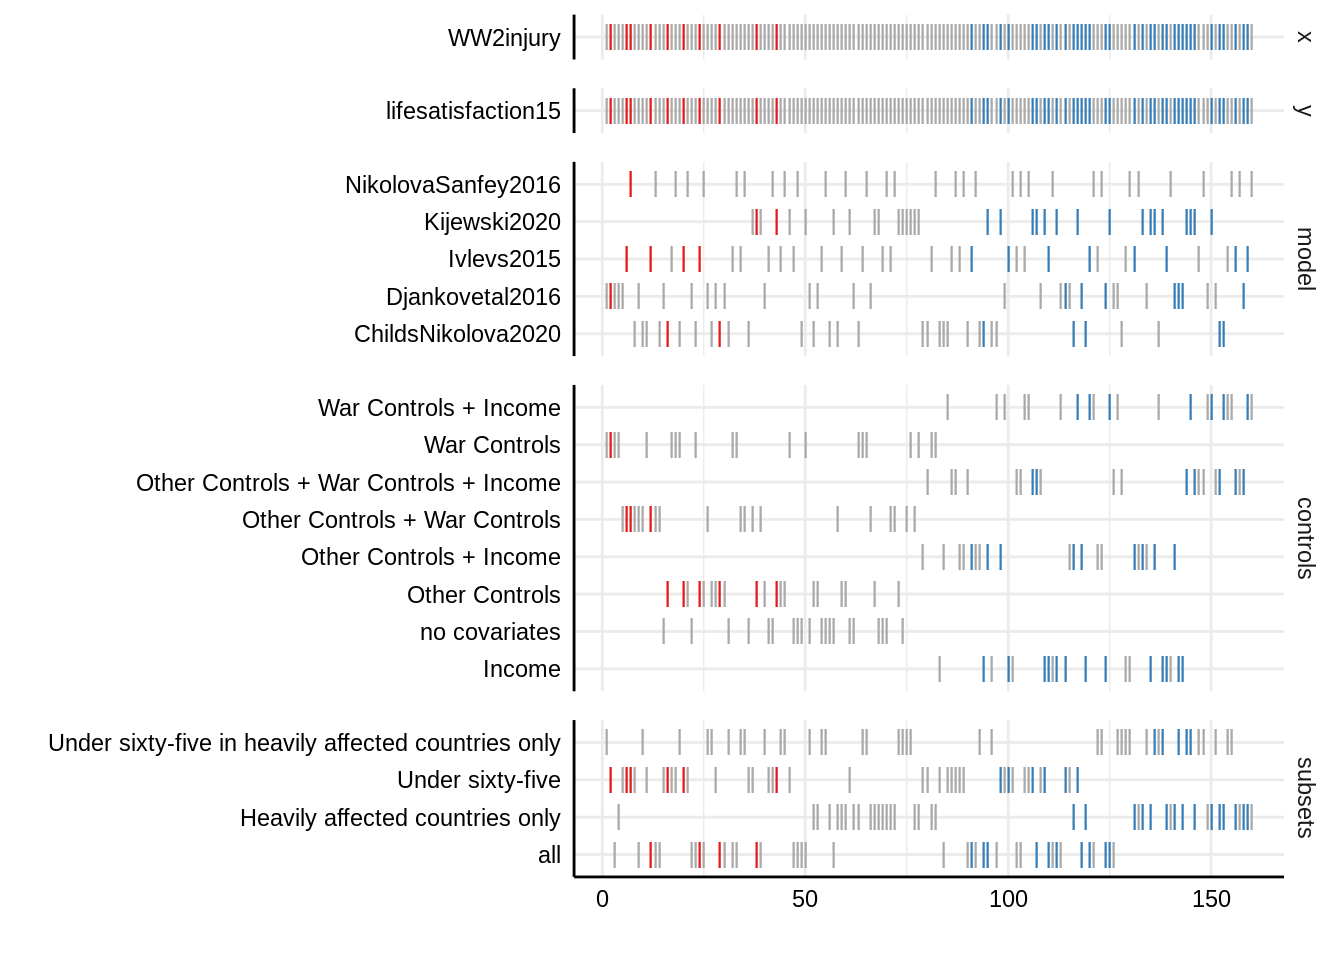 WW2injury
x
lifesatisfaction15
y
NikolovaSanfey2016
Kijewski2020
Ivlevs2015
Djankovetal2016
ChildsNikolova2020
model
War Controls + Income
War Controls
Other Controls + War Controls + Income
Other Controls + War Controls
Other Controls + Income
Other Controls
no covariates
Income
controls
Under sixty-five in heavily affected countries only
Under sixty-five
Heavily affected countries only
all
subsets
0 50 100 150